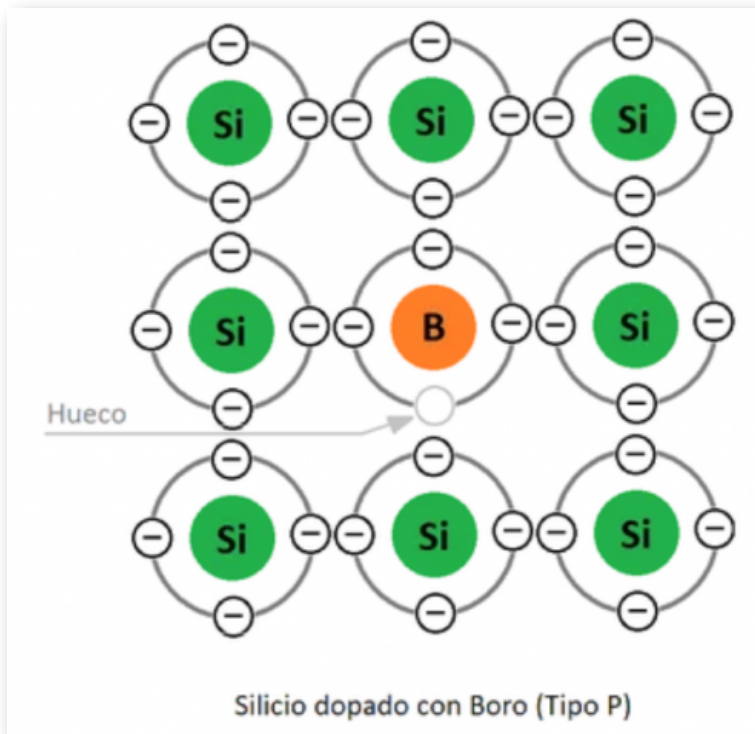 Si Si Si
Si B Si
Hueco
Si Si Si
Silicio dopado con Boro (Tipo P)